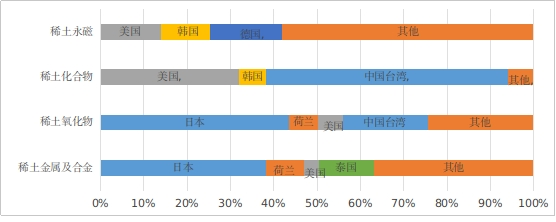 稀土永磁 美国 韩国 德国, 其他
稀土化合物 美国, 韩国 中国台湾, 其他,
稀土氧化物 日本 荷兰 美国 中国台湾 其他
稀土金属及合金 日本 荷兰 美国 泰国 其他
0% 10% 20% 30% 40% 50% 60% 70% 80% 90% 100%